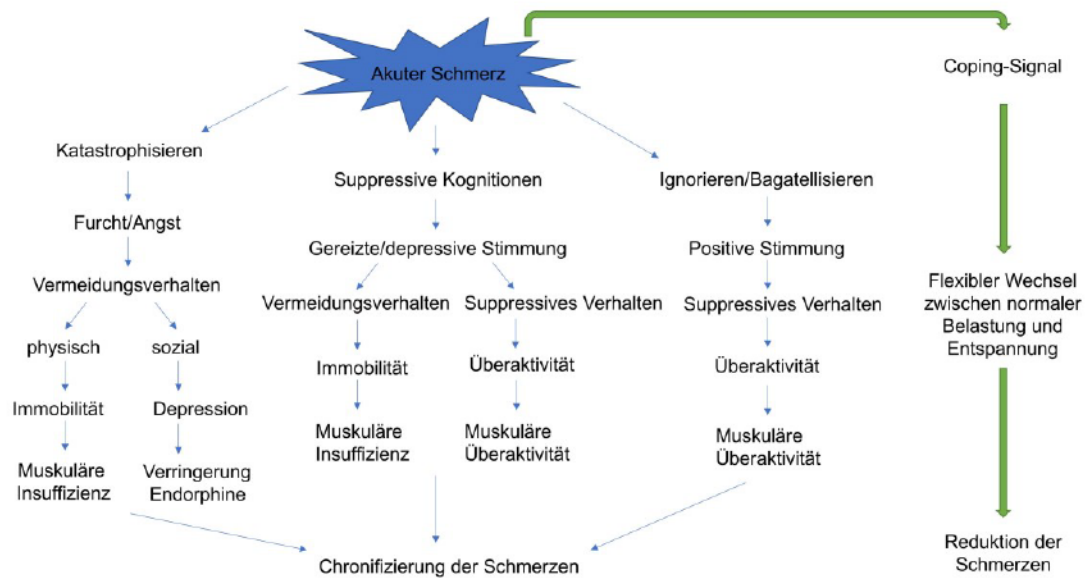 Akuter Schmerz
Coping-Signal
Katastrophisieren
Suppressive Kognitionen
Ignorieren/Bagatellisieren
Furcht/Angst
Gereizte/depressive Stimmung
Positive Stimmung
Vermeidungsverhalten
Vermeidungsverhalten
Suppressives Verhalten
Suppressives Verhalten
Flexibler Wechsel
zwischen normaler
Belastung und
Entspannung
physisch
sozial
Immobilität
Überaktivität
Überaktivität
Immobilität
Depression
Muskuläre
Insuffizienz
Muskuläre
Überaktivität
Muskuläre
Überaktivität
Muskuläre
Insuffizienz
Verringerung
Endorphine
Chronifizierung der Schmerzen
Reduktion der
Schmerzen